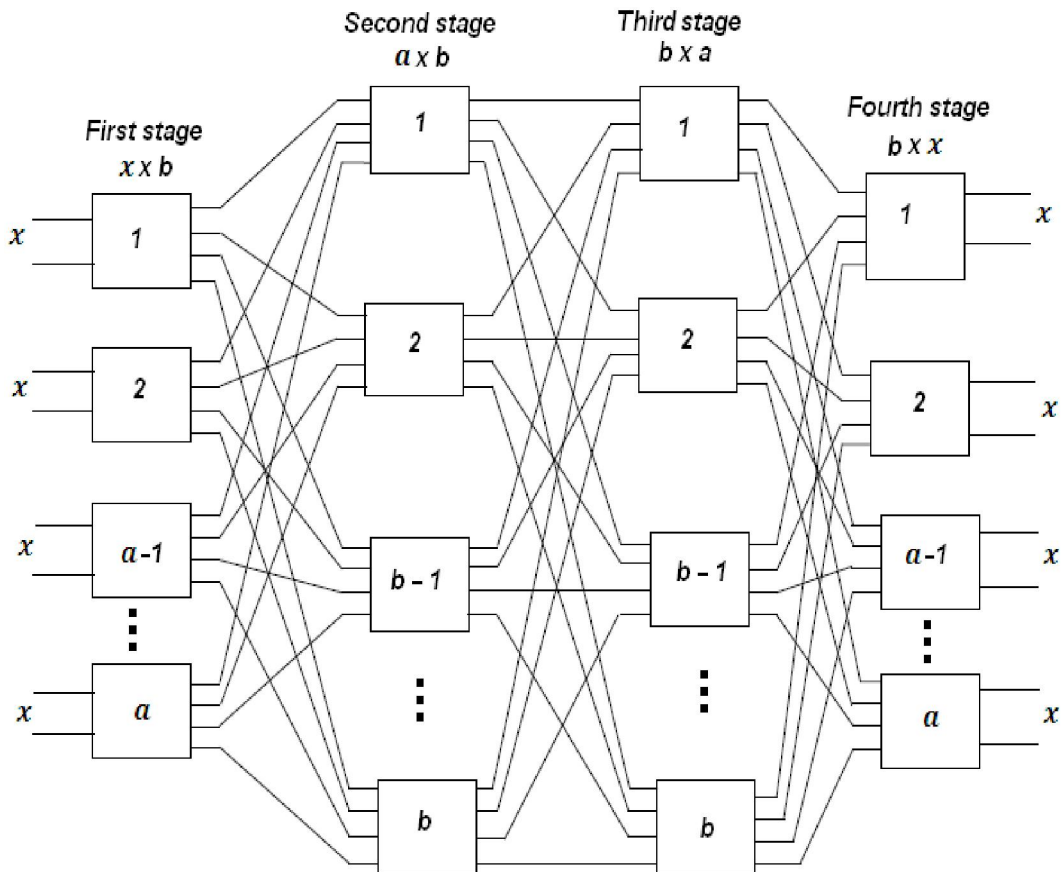 Second stage
a x b
Third stage
b x a
First stage
x x b
Fourth stage
b x x
1
1
1
1
x
x
2
2
2
2
x
x
a-1
b - 1
b - 1
a-1
x
x
a
a
x
x
b
b